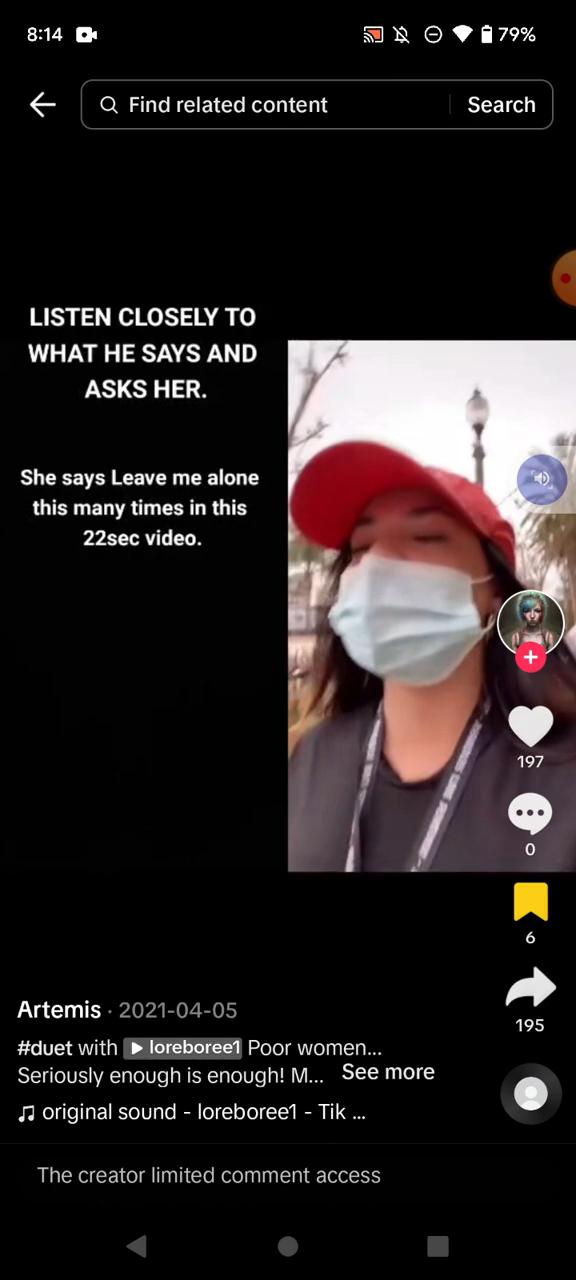 8:14
79%
Find related content
Search
LISTEN CLOSELY TO
WHAT HE SAYS AND
ASKS HER.
She says Leave me alone
this many times in this
22sec video.
197
0
6
195
Artemis · 2021-04-05
#duet with loreboree1 Poor women...
Seriously enough is enough! M... See more
original sound - loreboree1 - Tik ...
The creator limited comment access